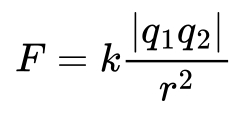 F = k |q₁q₂| / r²